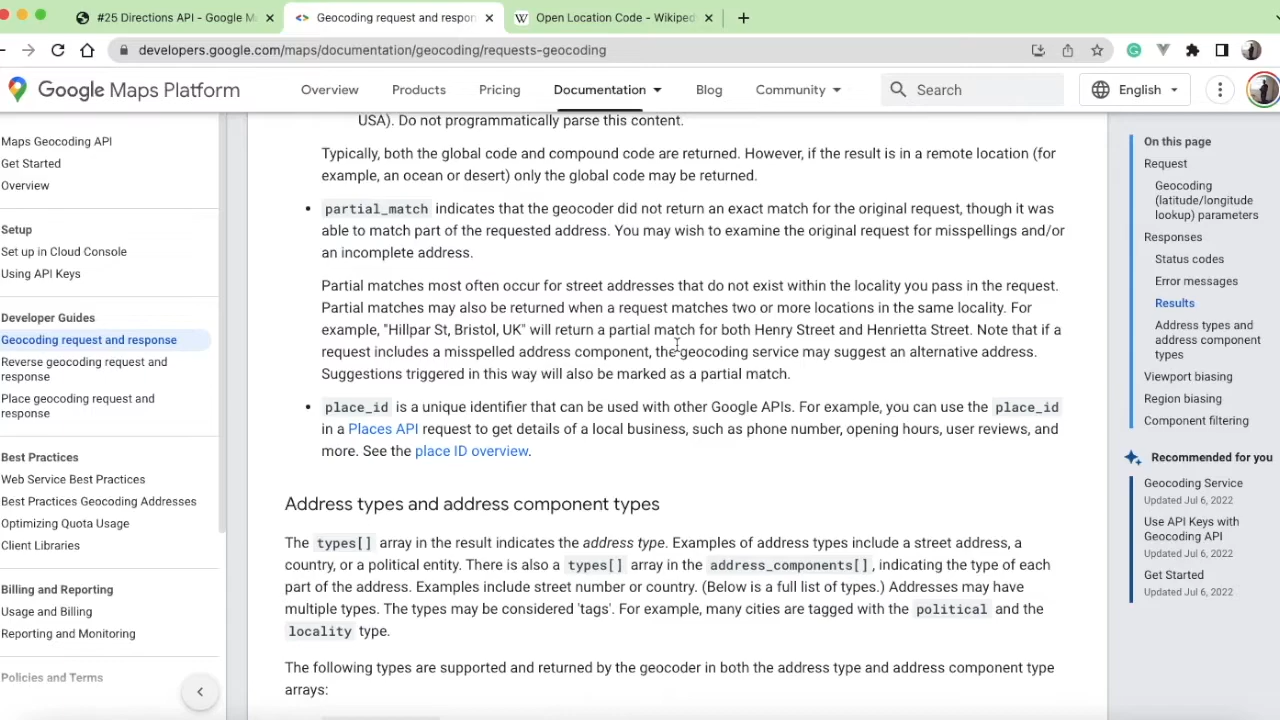 #25 Directions API - Google M
Geocoding request and respon
Open Location Code - Wikiped
developers.google.com/maps/documentation/geocoding/requests-geocoding
Google Maps Platform
Overview
Products
Pricing
Documentation
Blog
Community
Search
English
Maps Geocoding API
Get Started
Overview
Setup
Set up in Cloud Console
Using API Keys
Developer Guides
Geocoding request and response
Reverse geocoding request and
response
Place geocoding request and
response
Best Practices
Web Service Best Practices
Best Practices Geocoding Addresses
Optimizing Quota Usage
Client Libraries
Billing and Reporting
Usage and Billing
Reporting and Monitoring
Policies and Terms
USA). Do not programmatically parse this content.
Typically, both the global code and compound code are returned. However, if the result is in a remote location (for
example, an ocean or desert) only the global code may be returned.
• partial_match indicates that the geocoder did not return an exact match for the original request, though it was
able to match part of the requested address. You may wish to examine the original request for misspellings and/or
an incomplete address.
Partial matches most often occur for street addresses that do not exist within the locality you pass in the request.
Partial matches may also be returned when a request matches two or more locations in the same locality. For
example, "Hillpar St, Bristol, UK" will return a partial match for both Henry Street and Henrietta Street. Note that if a
request includes a misspelled address component, the geocoding service may suggest an alternative address.
Suggestions triggered in this way will also be marked as a partial match.
• place_id is a unique identifier that can be used with other Google APIs. For example, you can use the place_id
in a Places API request to get details of a local business, such as phone number, opening hours, user reviews, and
more. See the place ID overview.
Address types and address component types
The types[] array in the result indicates the address type. Examples of address types include a street address, a
country, or a political entity. There is also a types[] array in the address_components[], indicating the type of each
part of the address. Examples include street number or country. (Below is a full list of types.) Addresses may have
multiple types. The types may be considered 'tags'. For example, many cities are tagged with the political and the
locality type.
The following types are supported and returned by the geocoder in both the address type and address component type
arrays:
On this page
Request
Geocoding
(latitude/longitude
lookup) parameters
Responses
Status codes
Error messages
Results
Address types and
address component
types
Viewport biasing
Region biasing
Component filtering
Recommended for you
Geocoding Service
Updated Jul 6, 2022
Use API Keys with
Geocoding API
Updated Jul 6, 2022
Get Started
Updated Jul 6, 2022